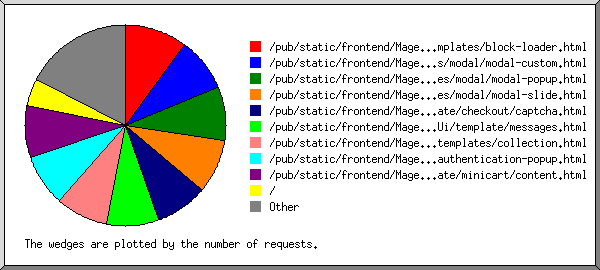 /pub/static/frontend/Mage...mplates/block-loader.html
/pub/static/frontend/Mage...s/modal/modal-custom.html
/pub/static/frontend/Mage...es/modal/modal-popup.html
/pub/static/frontend/Mage...es/modal/modal-slide.html
/pub/static/frontend/Mage...ate/checkout/captcha.html
/pub/static/frontend/Mage...Ui/template/messages.html
/pub/static/frontend/Mage...templates/collection.html
/pub/static/frontend/Mage...authentication-popup.html
/pub/static/frontend/Mage...ate/minicart/content.html
/
Other
The wedges are plotted by the number of requests.